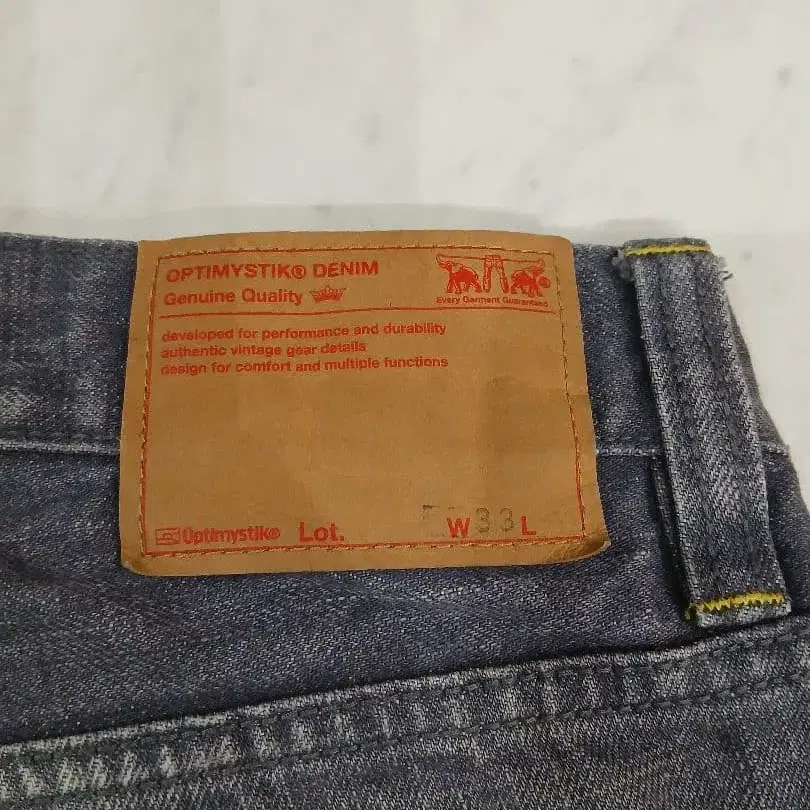 OPTIMYSTIK® DENIM
Genuine Quality
Every Garment Guaranteed
developed for performance and durability
authentic vintage gear details
design for comfort and multiple functions
Optimystik® Lot. W 33 L